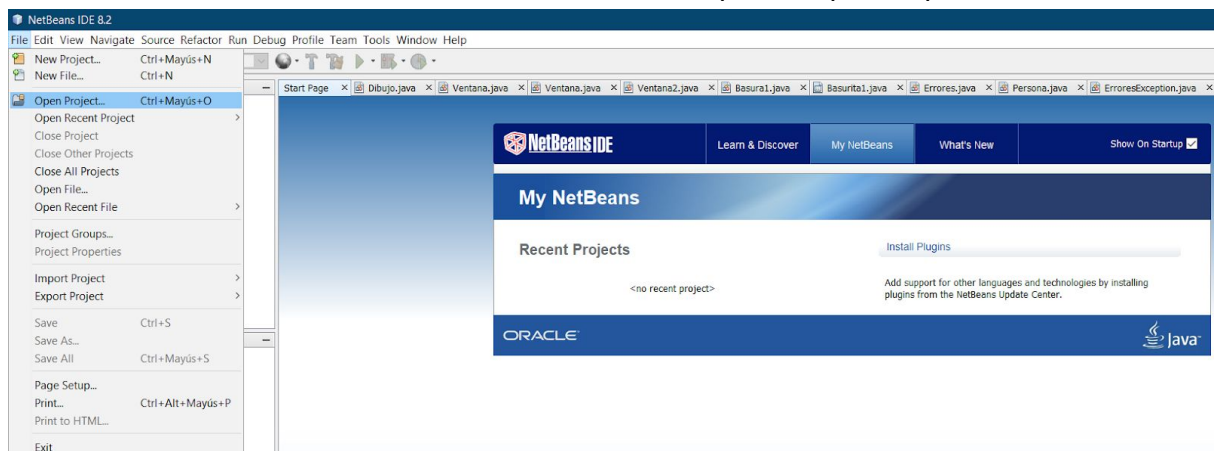 NetBeans IDE 8.2
File Edit View Navigate Source Refactor Run Debug Profile Team Tools Window Help
New Project... Ctrl+Mayús+N
New File... Ctrl+N
Open Project... Ctrl+Mayús+O
Open Recent Project >
Close Project
Close Other Projects
Close All Projects
Open File...
Open Recent File >
Project Groups...
Project Properties
Import Project >
Export Project >
Save Ctrl+S
Save As...
Save All Ctrl+Mayús+S
Page Setup...
Print... Ctrl+Alt+Mayús+P
Print to HTML...
Exit
Start Page Dibujo.java Ventana.java Ventana.java Ventana2.java Basura1.java Basurita1.java Errores.java Persona.java ErroresException.java
NetBeans IDE Learn & Discover My NetBeans What's New Show On Startup
My NetBeans
Recent Projects
<no recent project>
Install Plugins
Add support for other languages and technologies by installing
plugins from the NetBeans Update Center.
ORACLE Java